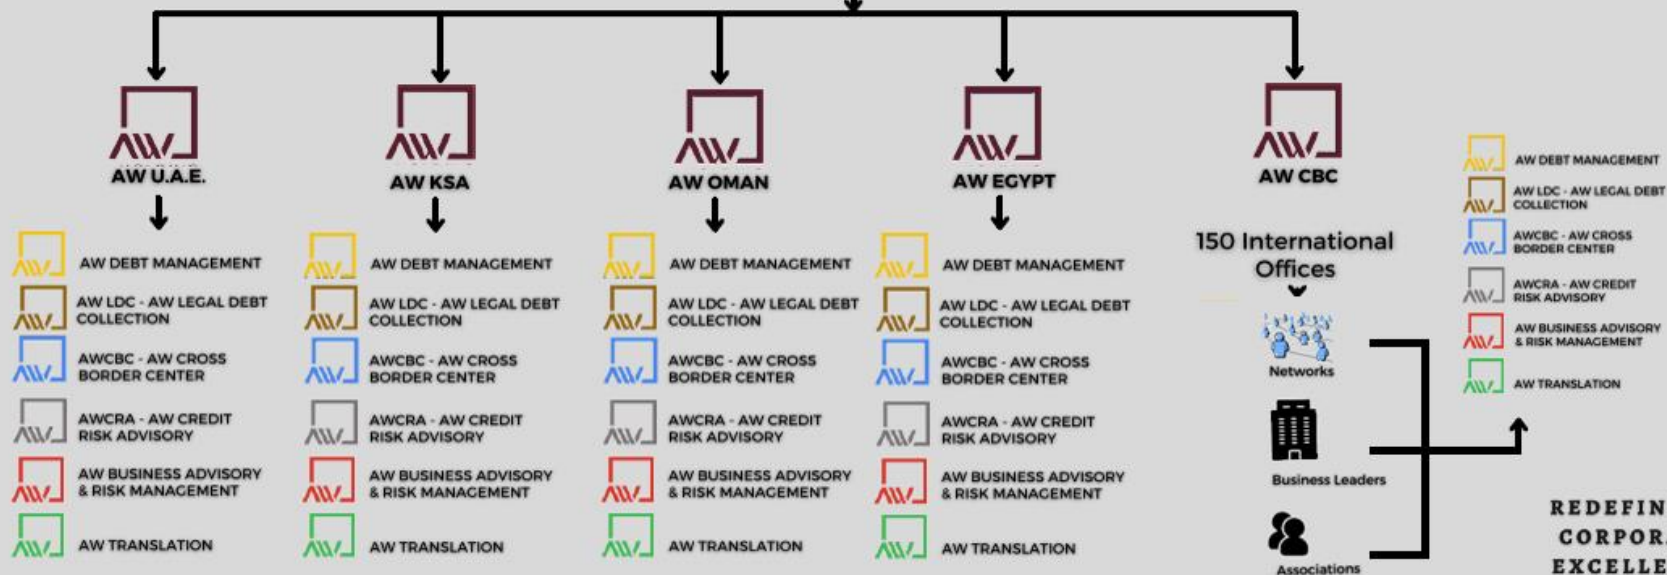 AW U.A.E.
AW DEBT MANAGEMENT
AW LDC - AW LEGAL DEBT
COLLECTION
AWCBC - AW CROSS
BORDER CENTER
AWCRA - AW CREDIT
RISK ADVISORY
AW BUSINESS ADVISORY
& RISK MANAGEMENT
AW TRANSLATION
AW KSA
AW DEBT MANAGEMENT
AW LDC - AW LEGAL DEBT
COLLECTION
AWCBC - AW CROSS
BORDER CENTER
AWCRA - AW CREDIT
RISK ADVISORY
AW BUSINESS ADVISORY
& RISK MANAGEMENT
AW TRANSLATION
AW OMAN
AW DEBT MANAGEMENT
AW LDC - AW LEGAL DEBT
COLLECTION
AWCBC - AW CROSS
BORDER CENTER
AWCRA - AW CREDIT
RISK ADVISORY
AW BUSINESS ADVISORY
& RISK MANAGEMENT
AW TRANSLATION
AW EGYPT
AW DEBT MANAGEMENT
AW LDC - AW LEGAL DEBT
COLLECTION
AWCBC - AW CROSS
BORDER CENTER
AWCRA - AW CREDIT
RISK ADVISORY
AW BUSINESS ADVISORY
& RISK MANAGEMENT
AW TRANSLATION
AW CBC
150 International
Offices
Networks
Business Leaders
Associations
AW DEBT MANAGEMENT
AW LDC - AW LEGAL DEBT
COLLECTION
AWCBC - AW CROSS
BORDER CENTER
AWCRA - AW CREDIT
RISK ADVISORY
AW BUSINESS ADVISORY
& RISK MANAGEMENT
AW TRANSLATION
REDEFIN
CORPOR
EXCELLE